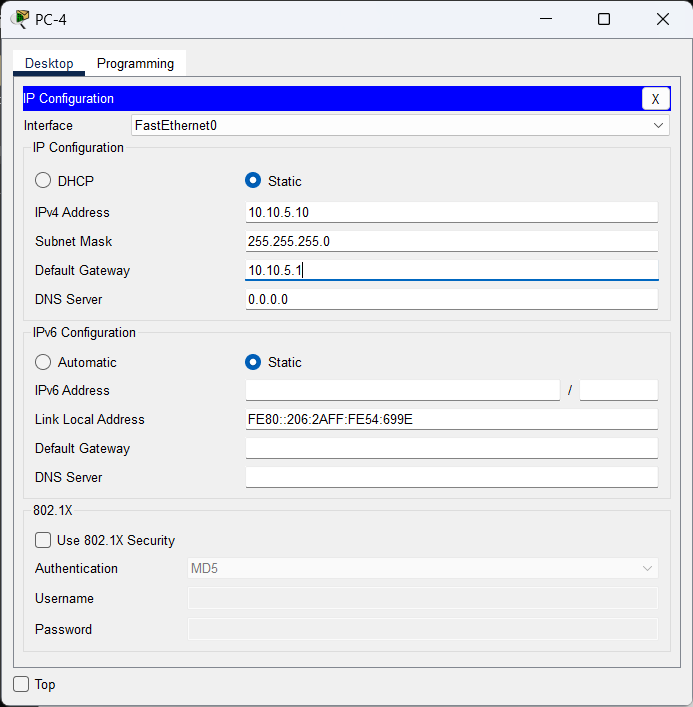 PC-4
Desktop Programming
IP Configuration X
Interface FastEthernet0
IP Configuration
DHCP Static
IPv4 Address 10.10.5.10
Subnet Mask 255.255.255.0
Default Gateway 10.10.5.1
DNS Server 0.0.0.0
IPv6 Configuration
Automatic Static
IPv6 Address /
Link Local Address FE80::206:2AFF:FE54:699E
Default Gateway
DNS Server
802.1X
Use 802.1X Security
Authentication MD5
Username
Password
Top